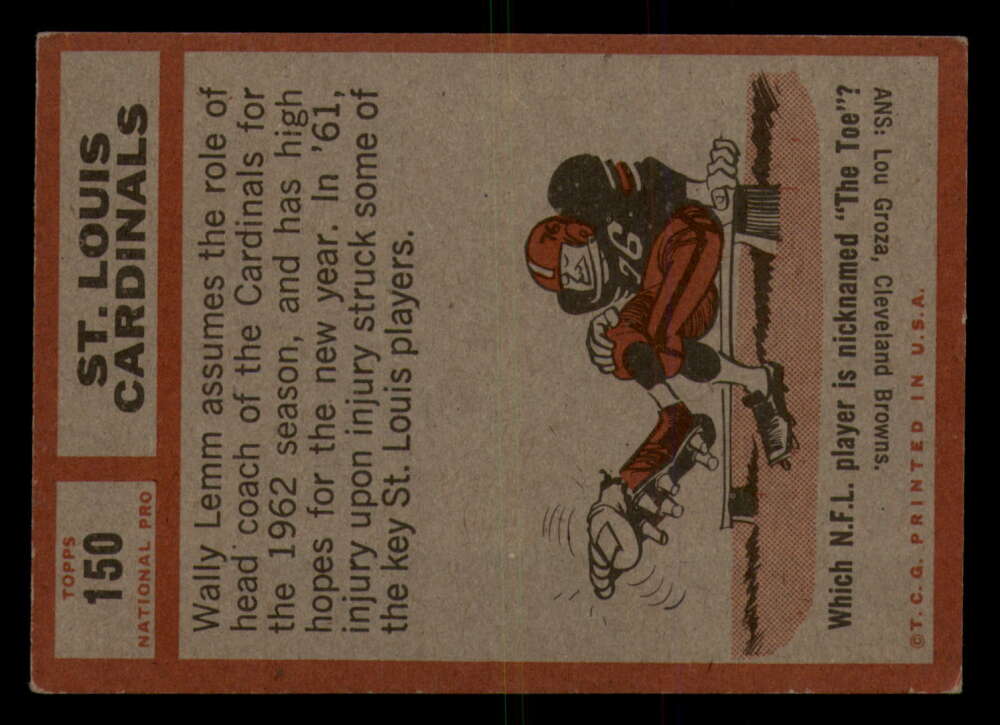 TOPPS
150
NATIONAL PRO
ST. LOUIS
CARDINALS
Wally Lemm assumes the role of
head coach of the Cardinals for
the 1962 season, and has high
hopes for the new year. In '61,
injury upon injury struck some of
the key St. Louis players.
76
76
Which N.F.L. player is nicknamed "The Toe"?
ANS: Lou Groza, Cleveland Browns.
©T. C. G. PRINTED IN U.S.A.